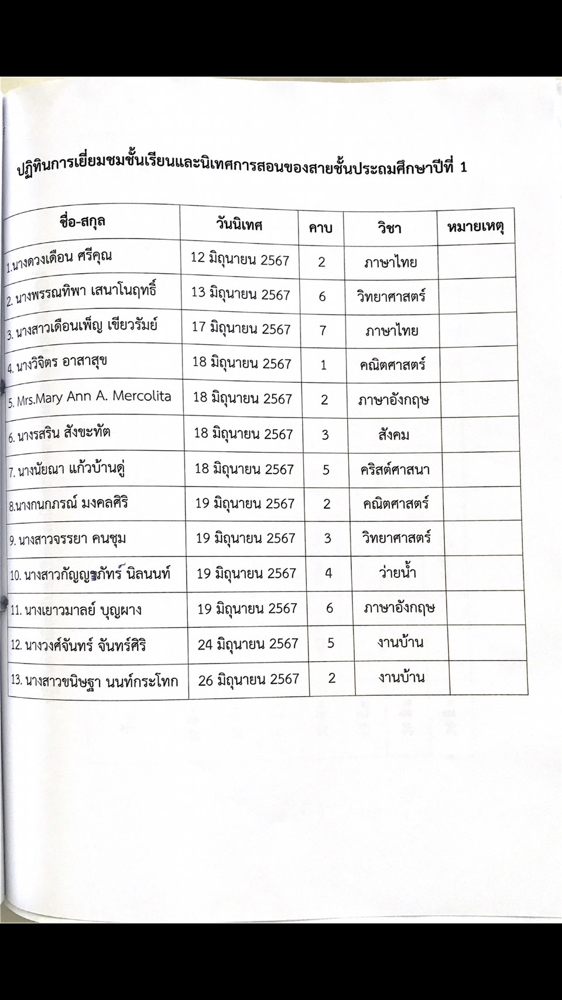 ปฏิทินการเยี่ยมชมชั้นเรียนและนิเทศการสอนของสายชั้นประถมศึกษาปีที่ 1
ชื่อ-สกุล วันนิเทศ คาบ วิชา หมายเหตุ
1.นางดวงเดือน ศรีคุณ 12 มิถุนายน 2567 2 ภาษาไทย
2. นางพรรณทิพา เสนาโนฤทธิ์ 13 มิถุนายน 2567 6 วิทยาศาสตร์
3. นางสาวเดือนเพ็ญ เขียวรัมย์ 17 มิถุนายน 2567 7 ภาษาไทย
4. นางวิจิตร อาสาสุข 18 มิถุนายน 2567 1 คณิตศาสตร์
5. Mrs.Mary Ann A. Mercolita 18 มิถุนายน 2567 2 ภาษาอังกฤษ
6. นางรสริน สังขะทัต 18 มิถุนายน 2567 3 สังคม
7. นางนัยณา แก้วบ้านดู่ 18 มิถุนายน 2567 5 คริสต์ศาสนา
8.นางกนกภรณ์ มงคลศิริ 19 มิถุนายน 2567 2 คณิตศาสตร์
9. นางสาวจรรยา คนชุม 19 มิถุนายน 2567 3 วิทยาศาสตร์
10. นางสาวกัญญรภัทร์ นิลนนท์ 19 มิถุนายน 2567 4 ว่ายน้ำ
11. นางเยาวมาลย์ บุญผาง 19 มิถุนายน 2567 6 ภาษาอังกฤษ
12. นางวงศ์จันทร์ จันทร์ศิริ 24 มิถุนายน 2567 5 งานบ้าน
13. นางสาวขนิษฐา นนท์กระโทก 26 มิถุนายน 2567 2 งานบ้าน